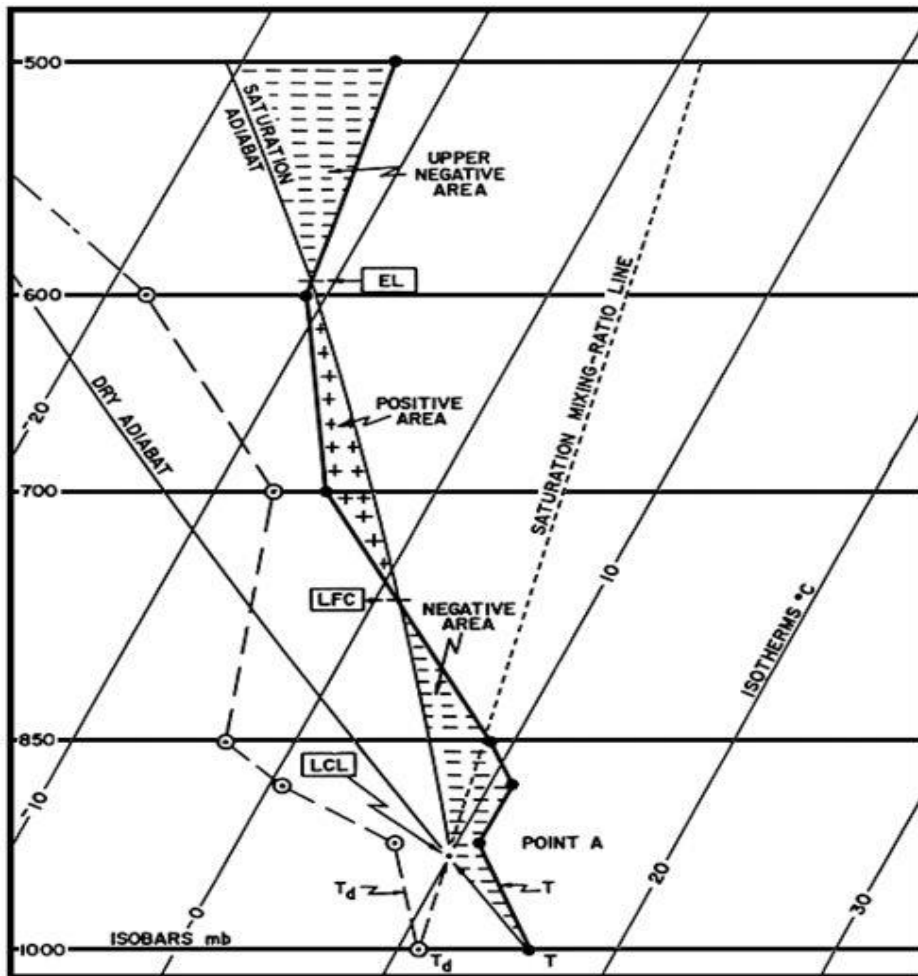 500
SATURATION
ADIABAT
UPPER
NEGATIVE
AREA
EL
600
SATURATION MIXING-RATIO LINE
-20
DRY ADIABAT
POSITIVE
AREA
700
10
LFC
NEGATIVE
AREA
ISOTHERMS °C
850
LCL
-10
POINT A
20
Td
T
0
30
ISOBARS mb
1000
Td
T